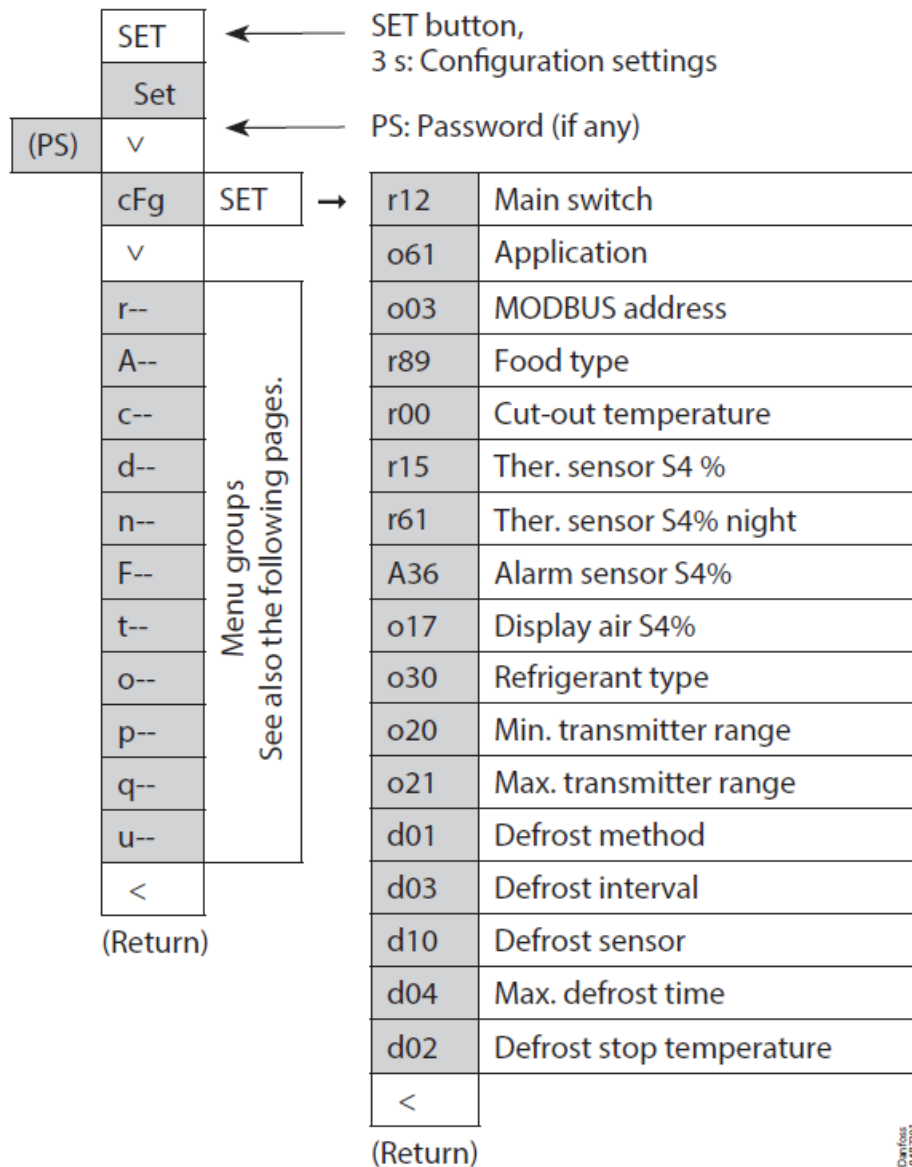 SET
SET button,
3 s: Configuration settings
Set
(PS)
PS: Password (if any)
cFg SET
r--
A--
c--
d--
n--
F--
t--
o--
p--
q--
u--
<
(Return)
Menu groups
See also the following pages.
r12 Main switch
o61 Application
o03 MODBUS address
r89 Food type
r00 Cut-out temperature
r15 Ther. sensor S4 %
r61 Ther. sensor S4% night
A36 Alarm sensor S4%
o17 Display air S4%
o30 Refrigerant type
o20 Min. transmitter range
o21 Max. transmitter range
d01 Defrost method
d03 Defrost interval
d10 Defrost sensor
d04 Max. defrost time
d02 Defrost stop temperature
<
(Return)
Danfoss